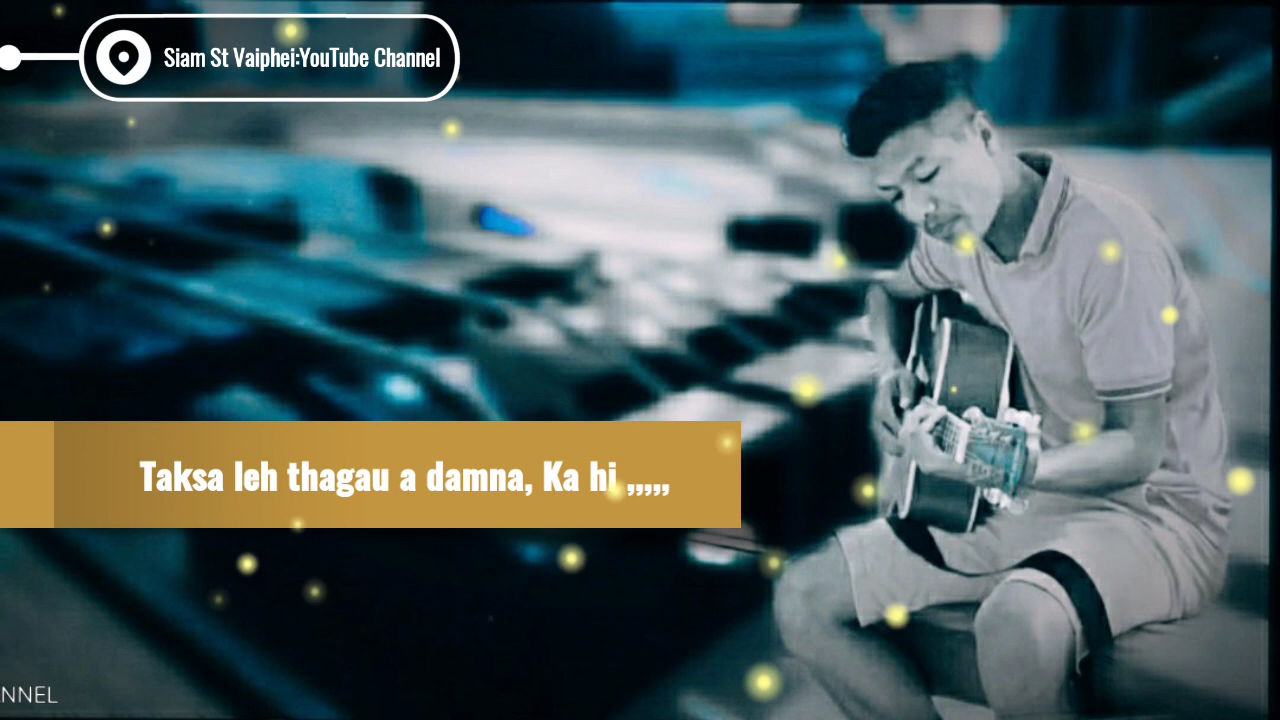 Siam St Vaiphei:YouTube Channel
Taksa leh thagau a damna, Ka hi ,,,,,
NNEL